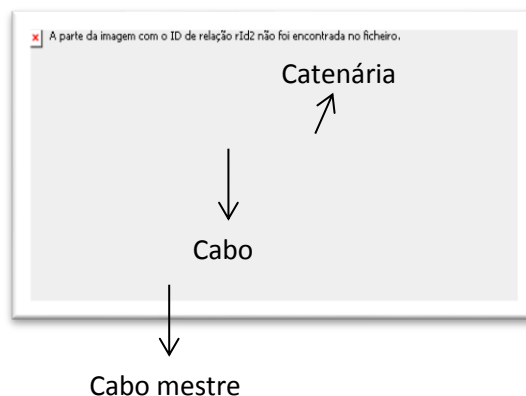 A parte da imagem com o ID de relação rId2 não foi encontrada no ficheiro.
Catenária
Cabo
Cabo mestre